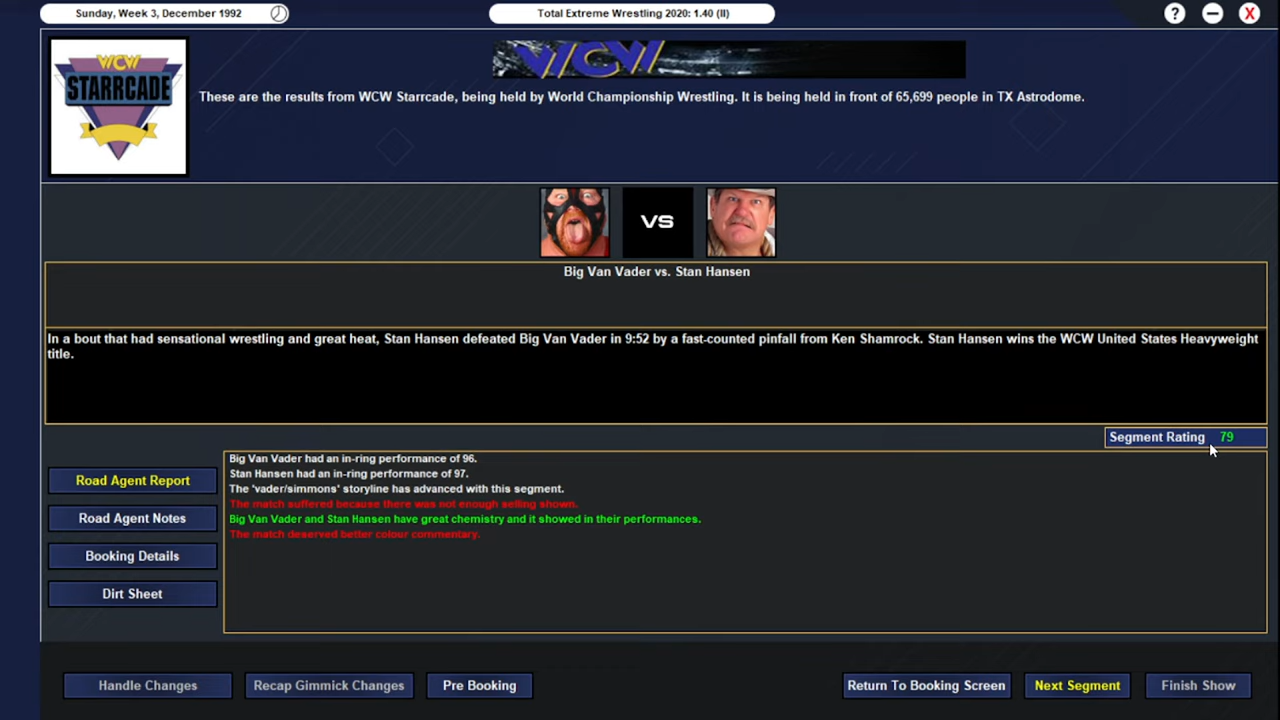 Sunday, Week 3, December 1992
Total Extreme Wrestling 2020: 1.40 (II)
?
X
WCW
STARRCADE
WCW
These are the results from WCW Starrcade, being held by World Championship Wrestling. It is being held in front of 65,699 people in TX Astrodome.
VS
Big Van Vader vs. Stan Hansen
In a bout that had sensational wrestling and great heat, Stan Hansen defeated Big Van Vader in 9:52 by a fast-counted pinfall from Ken Shamrock. Stan Hansen wins the WCW United States Heavyweight
title.
Segment Rating 79
Big Van Vader had an in-ring performance of 96.
Stan Hansen had an in-ring performance of 97.
The 'vader/simmons' storyline has advanced with this segment.
The match suffered because there was not enough selling shown.
Big Van Vader and Stan Hansen have great chemistry and it showed in their performances.
The match deserved better colour commentary.
Road Agent Report
Road Agent Notes
Booking Details
Dirt Sheet
Handle Changes
Recap Gimmick Changes
Pre Booking
Return To Booking Screen
Next Segment
Finish Show